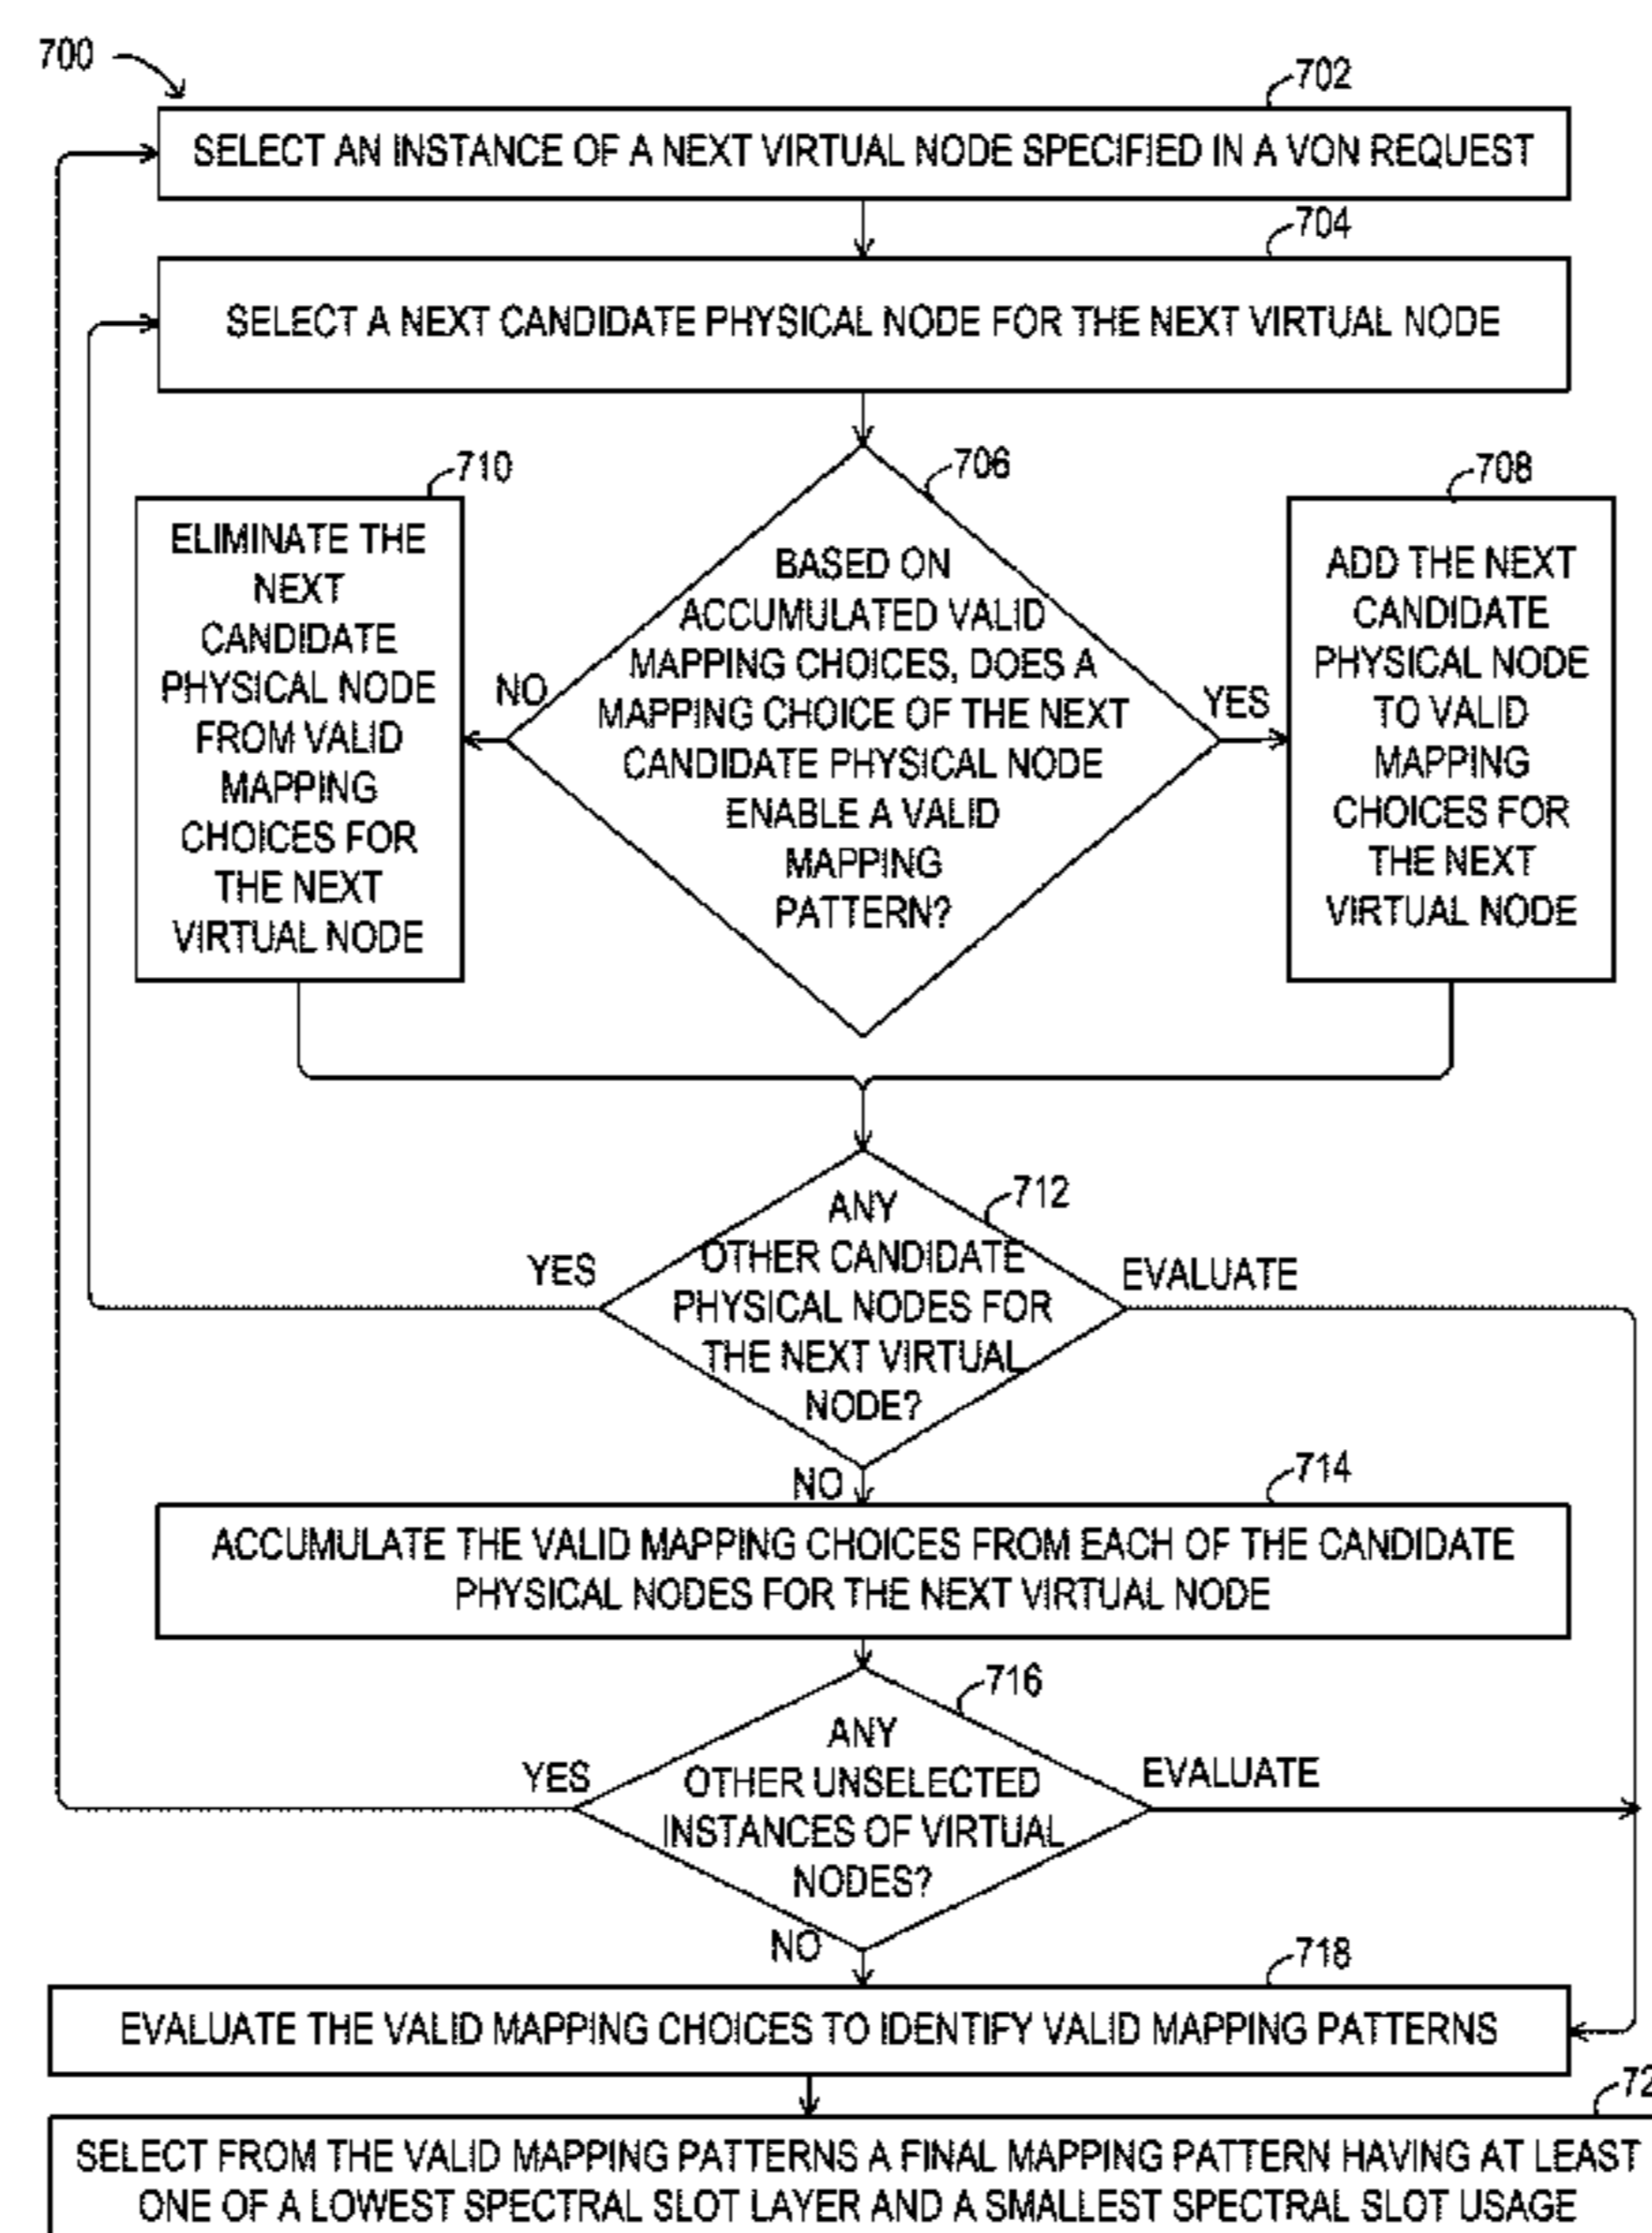 700
702
SELECT AN INSTANCE OF A NEXT VIRTUAL NODE SPECIFIED IN A VON REQUEST
704
SELECT A NEXT CANDIDATE PHYSICAL NODE FOR THE NEXT VIRTUAL NODE
710
ELIMINATE THE
NEXT
CANDIDATE
PHYSICAL NODE
FROM VALID
MAPPING
CHOICES FOR
THE NEXT
VIRTUAL NODE
NO
706
BASED ON
ACCUMULATED VALID
MAPPING CHOICES, DOES A
MAPPING CHOICE OF THE NEXT
CANDIDATE PHYSICAL NODE
ENABLE A VALID
MAPPING
PATTERN?
YES
708
ADD THE NEXT
CANDIDATE
PHYSICAL NODE
TO VALID
MAPPING
CHOICES FOR
THE NEXT
VIRTUAL NODE
712
YES
ANY
OTHER CANDIDATE
PHYSICAL NODES FOR
THE NEXT VIRTUAL
NODE?
EVALUATE
NO
714
ACCUMULATE THE VALID MAPPING CHOICES FROM EACH OF THE CANDIDATE
PHYSICAL NODES FOR THE NEXT VIRTUAL NODE
716
YES
ANY
OTHER UNSELECTED
INSTANCES OF VIRTUAL
NODES?
EVALUATE
NO
718
EVALUATE THE VALID MAPPING CHOICES TO IDENTIFY VALID MAPPING PATTERNS
SELECT FROM THE VALID MAPPING PATTERNS A FINAL MAPPING PATTERN HAVING AT LEAST
ONE OF A LOWEST SPECTRAL SLOT LAYER AND A SMALLEST SPECTRAL SLOT USAGE